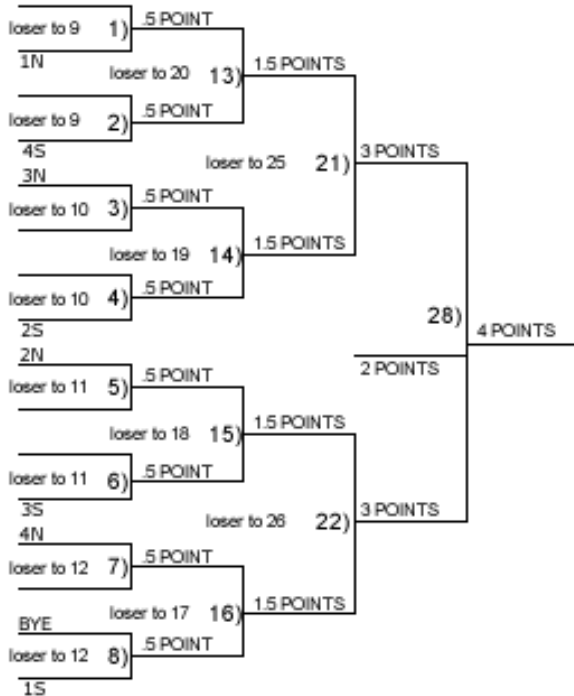 loser to 9 1) .5 POINT
1N
loser to 20 13) 1.5 POINTS
loser to 9 2) .5 POINT
4S
loser to 25 21) 3 POINTS
3N
loser to 10 3) .5 POINT
loser to 19 14) 1.5 POINTS
loser to 10 4) .5 POINT
2S
28) 4 POINTS
2N
2 POINTS
loser to 11 5) .5 POINT
loser to 18 15) 1.5 POINTS
loser to 11 6) .5 POINT
3S
loser to 26 22) 3 POINTS
4N
loser to 12 7) .5 POINT
loser to 17 16) 1.5 POINTS
BYE
loser to 12 8) .5 POINT
1S